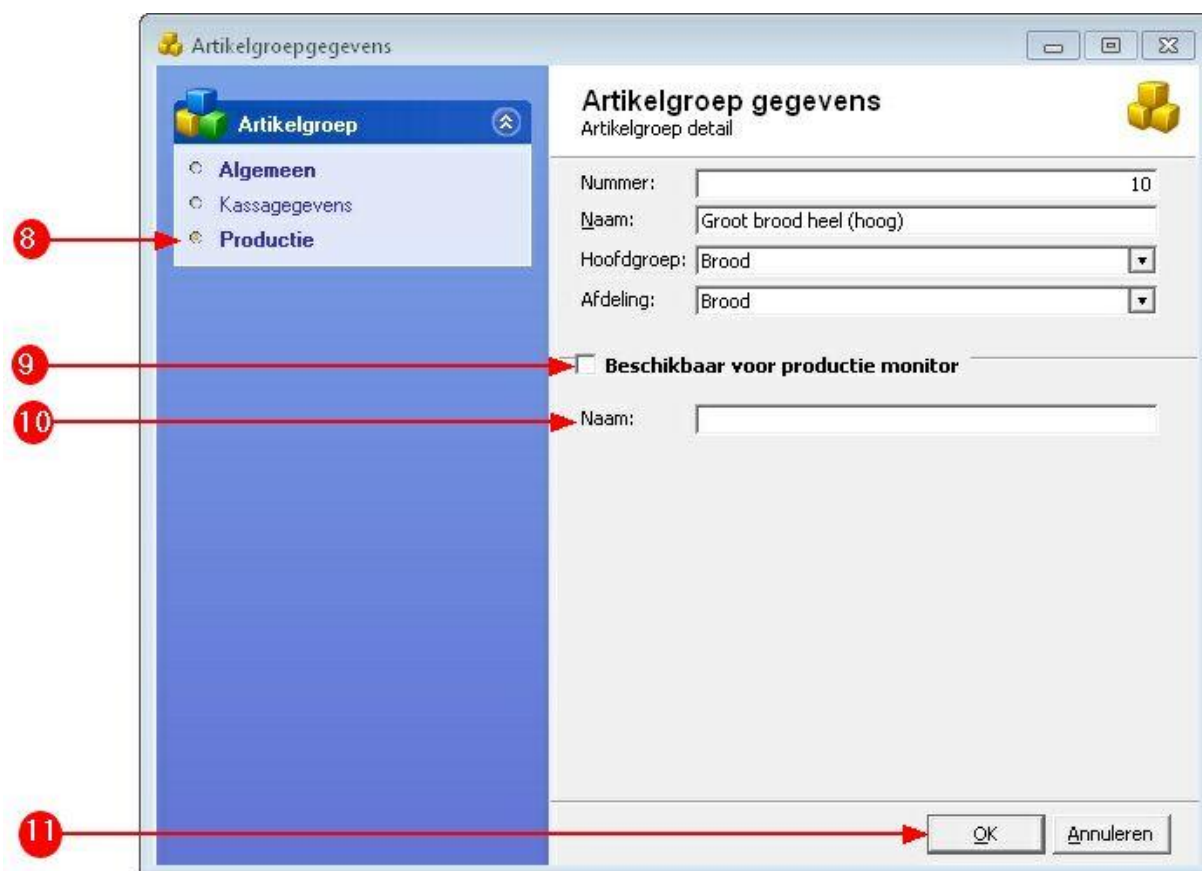 Artikelgroepgegevens
Artikelgroep
Algemeen
Kassagegevens
8 Productie
Artikelgroep gegevens
Artikelgroep detail
Nummer: 10
Naam: Groot brood heel (hoog)
Hoofdgroep: Brood
Afdeling: Brood
9 Beschikbaar voor productie monitor
10 Naam:
11 OK Annuleren